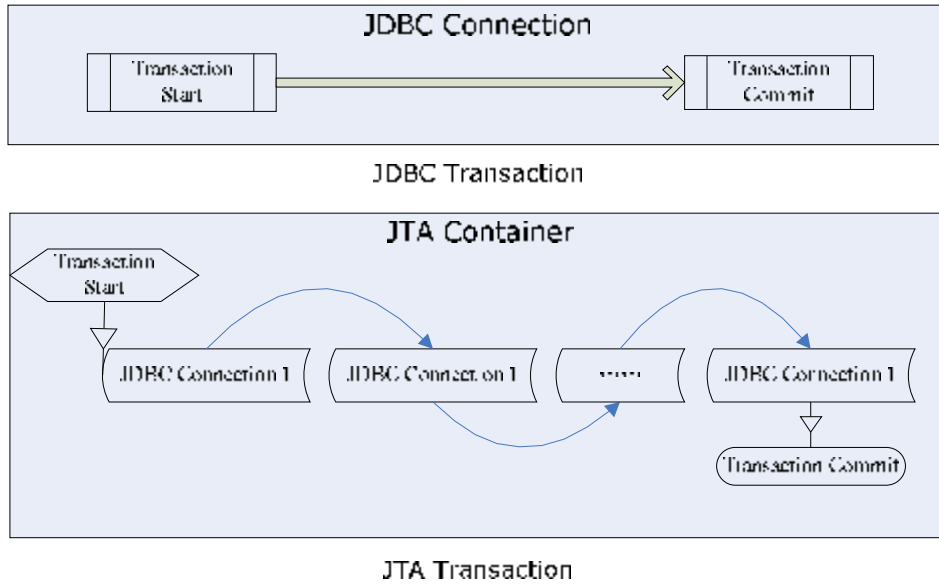 JDBC Connection
Transaction
Start
Transaction
Commit
JDBC Transaction
JTA Container
Transaction
Start
JDBC Connection 1
JDBC Connection 1
......
JDBC Connection 1
Transaction Commit
JTA Transaction